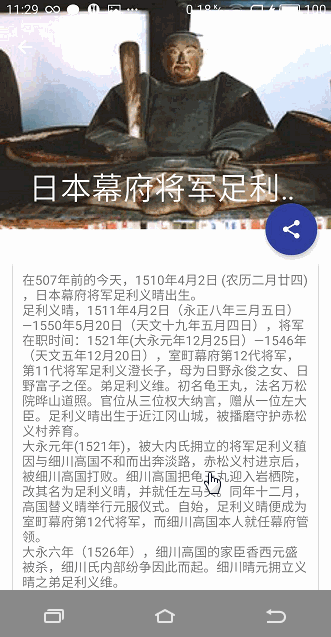 11:29
0.18%
100
日本幕府将军足利..
在507年前的今天，1510年4月2日 (农历二月廿四)
，日本幕府将军足利义晴出生。
足利义晴，1511年4月2日（永正八年三月五日）
—1550年5月20日（天文十九年五月四日），将军
在职时间：1521年(大永元年12月25日）—1546年
（天文五年12月20日），室町幕府第12代将军，
第11代将军足利义澄长子，母为日野永俊之女、日
野富子之侄。弟足利义维。初名龟王丸，法名万松
院晔山道照。官位从三位权大纳言，赠从一位左大
臣。足利义晴出生于近江冈山城，被播磨守护赤松
义村养育。
大永元年(1521年)，被大内氏拥立的将军足利义稙
因与细川高国不和而出奔淡路，赤松义村进京后，
被细川高国打败。细川高国把龟王丸迎入岩栖院，
改其名为足利义晴，并就任左马 同年十二月，
高国替义晴举行元服仪式。自始，足利义晴便成为
室町幕府第12代将军，而细川高国本人就任幕府管
领。
大永六年（1526年），细川高国的家臣香西元盛
被杀，细川氏内部纷争因此而起。细川晴元拥立义
晴之弟足利义维。